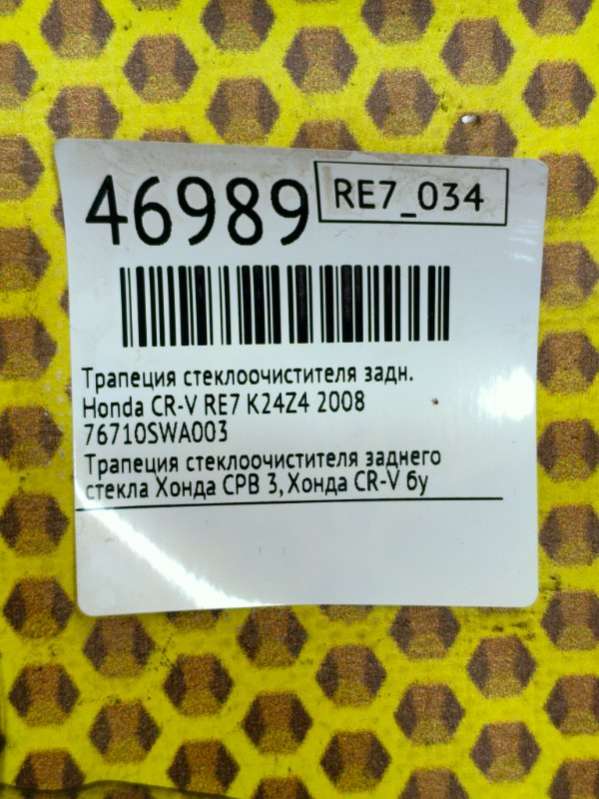 46989
RE7_034
Трапеция стеклоочистителя задн.
Honda CR-V RE7 K24Z4 2008
76710SWA003
Трапеция стеклоочистителя заднего
стекла Хонда СРВ 3, Хонда CR-V бу